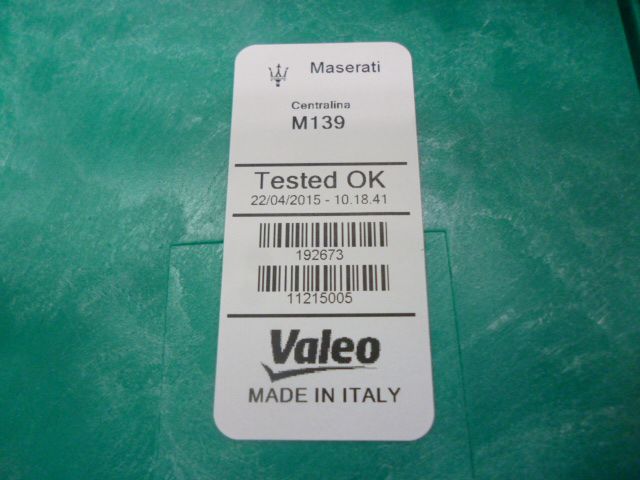 Maserati
Centralina
M139
Tested OK
22/04/2015 - 10.18.41
192673
11215005
Valeo
MADE IN ITALY